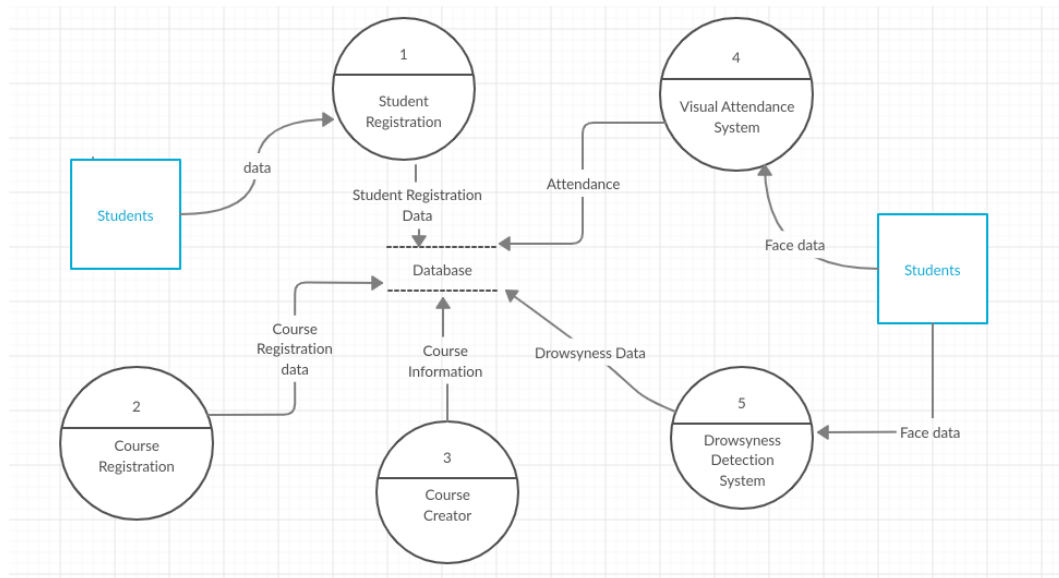 1
Student
Registration
4
Visual Attendance
System
data
Students
Student Registration
Data
Attendance
Face data
Students
Database
Course
Registration
data
Course
Information
Drowsyness Data
2
Course
Registration
3
Course
Creator
5
Drowsyness
Detection
System
Face data